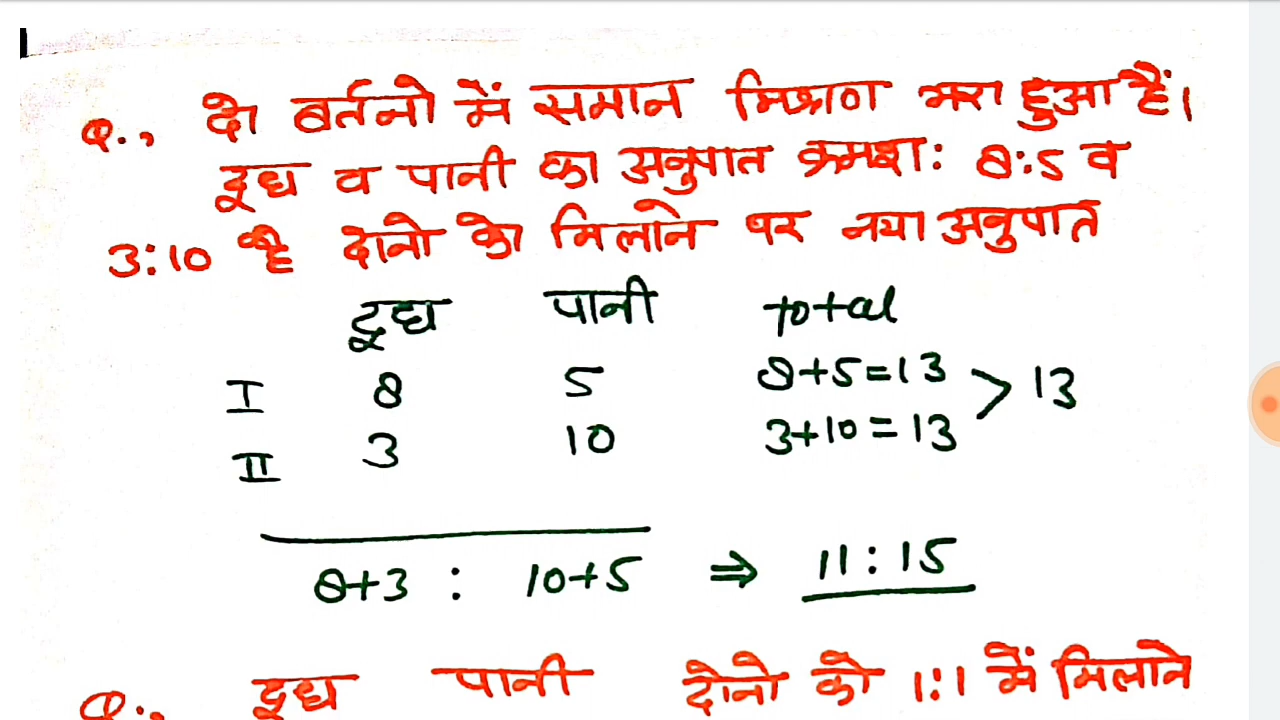 Q., दो बर्तनो में समान मिश्रण भरा हुआ हैं।
दूध व पानी का अनुपात क्रमशः 8:5 व
3:10 है दोनो को मिलाने पर नया अनुपात
दूध पानी total
I 8 5 8+5=13 > 13
II 3 10 3+10=13
8+3 : 10+5 ⇒ 11:15
Q., दूध पानी दोनो को 1:1 में मिलाने